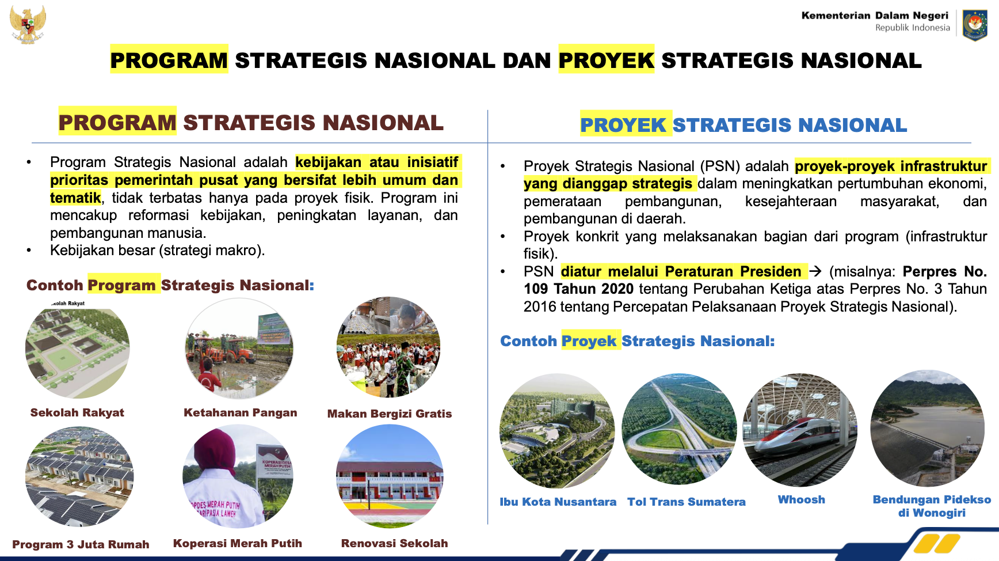 Kementerian Dalam Negeri
Republik Indonesia
PROGRAM STRATEGIS NASIONAL DAN PROYEK STRATEGIS NASIONAL
PROGRAM STRATEGIS NASIONAL
• Program Strategis Nasional adalah kebijakan atau inisiatif
prioritas pemerintah pusat yang bersifat lebih umum dan
tematik, tidak terbatas hanya pada proyek fisik. Program ini
mencakup reformasi kebijakan, peningkatan layanan, dan
pembangunan manusia.
• Kebijakan besar (strategi makro).
Contoh Program Strategis Nasional:
Sekolah Rakyat
Ketahanan Pangan
Makan Bergizi Gratis
KOPERASI DESA
MERAH PUTIH
OPDES MERAH PUTIH
ARIPASIA LAWEH
Program 3 Juta Rumah
Koperasi Merah Putih
Renovasi Sekolah
PROYEK STRATEGIS NASIONAL
• Proyek Strategis Nasional (PSN) adalah proyek-proyek infrastruktur
yang dianggap strategis dalam meningkatkan pertumbuhan ekonomi,
pemerataan pembangunan, kesejahteraan masyarakat, dan
pembangunan di daerah.
• Proyek konkrit yang melaksanakan bagian dari program (infrastruktur
fisik).
• PSN diatur melalui Peraturan Presiden → (misalnya: Perpres No.
109 Tahun 2020 tentang Perubahan Ketiga atas Perpres No. 3 Tahun
2016 tentang Percepatan Pelaksanaan Proyek Strategis Nasional).
Contoh Proyek Strategis Nasional:
Ibu Kota Nusantara
Tol Trans Sumatera
Whoosh
Bendungan Pidekso
di Wonogiri